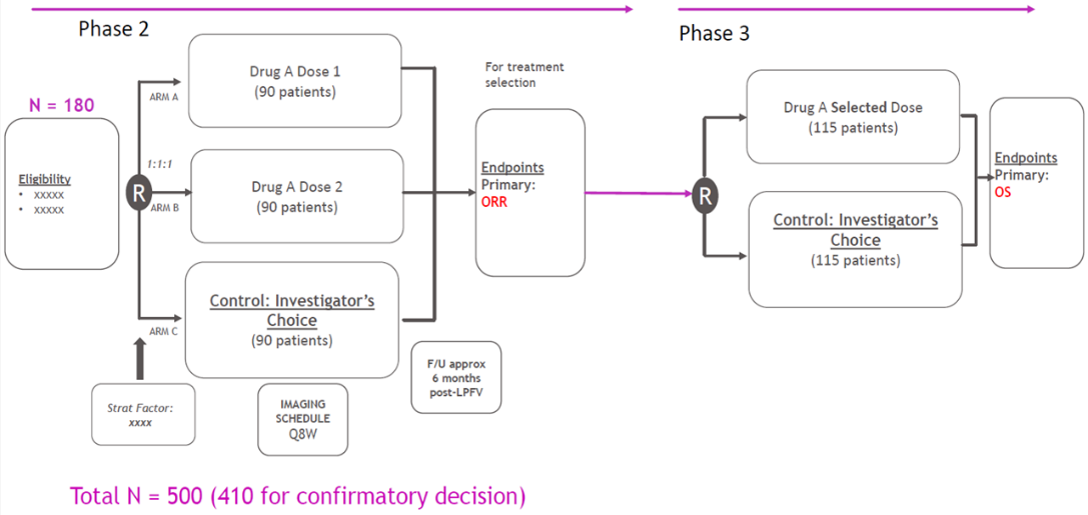 Phase 2
Phase 3
N = 180
Eligibility
• xxxxx
• xxxxx
R
1:1:1
ARM A
ARM B
ARM C
Drug A Dose 1
(90 patients)
Drug A Dose 2
(90 patients)
Control: Investigator's
Choice
(90 patients)
Strat Factor:
xxxx
IMAGING
SCHEDULE
Q8W
F/U approx
6 months
post-LPFV
For treatment
selection
Endpoints
Primary:
ORR
R
Drug A Selected Dose
(115 patients)
Control: Investigator's
Choice
(115 patients)
Endpoints
Primary:
OS
Total N = 500 (410 for confirmatory decision)